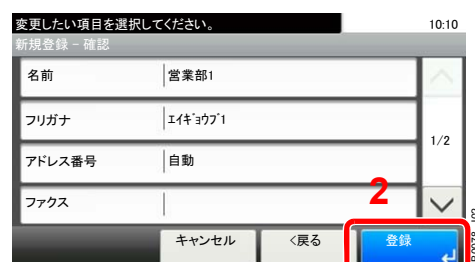 変更したい項目を選択してください。 10:10
新規登録 - 確認
名前 営業部1
フリガナ ｴｲｷﾞｮｳﾌﾞ1
1/2
アドレス番号 自動
ファクス
2
キャンセル <戻る 登録